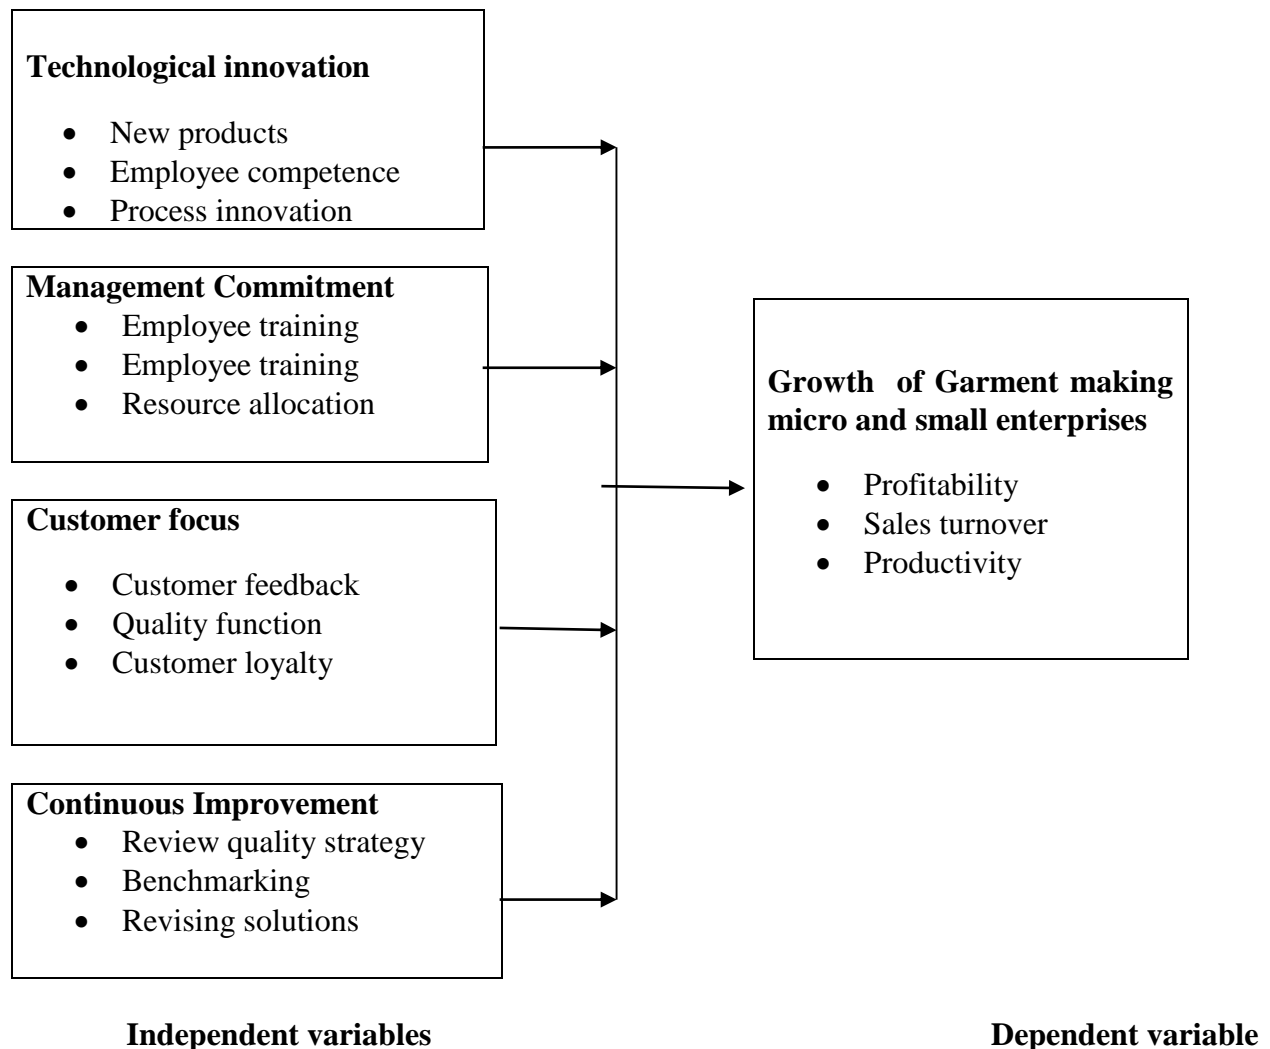 Technological innovation
• New products
• Employee competence
• Process innovation
Management Commitment
• Employee training
• Employee training
• Resource allocation
Customer focus
• Customer feedback
• Quality function
• Customer loyalty
Continuous Improvement
• Review quality strategy
• Benchmarking
• Revising solutions
Growth of Garment making
micro and small enterprises
• Profitability
• Sales turnover
• Productivity
Independent variables
Dependent variable